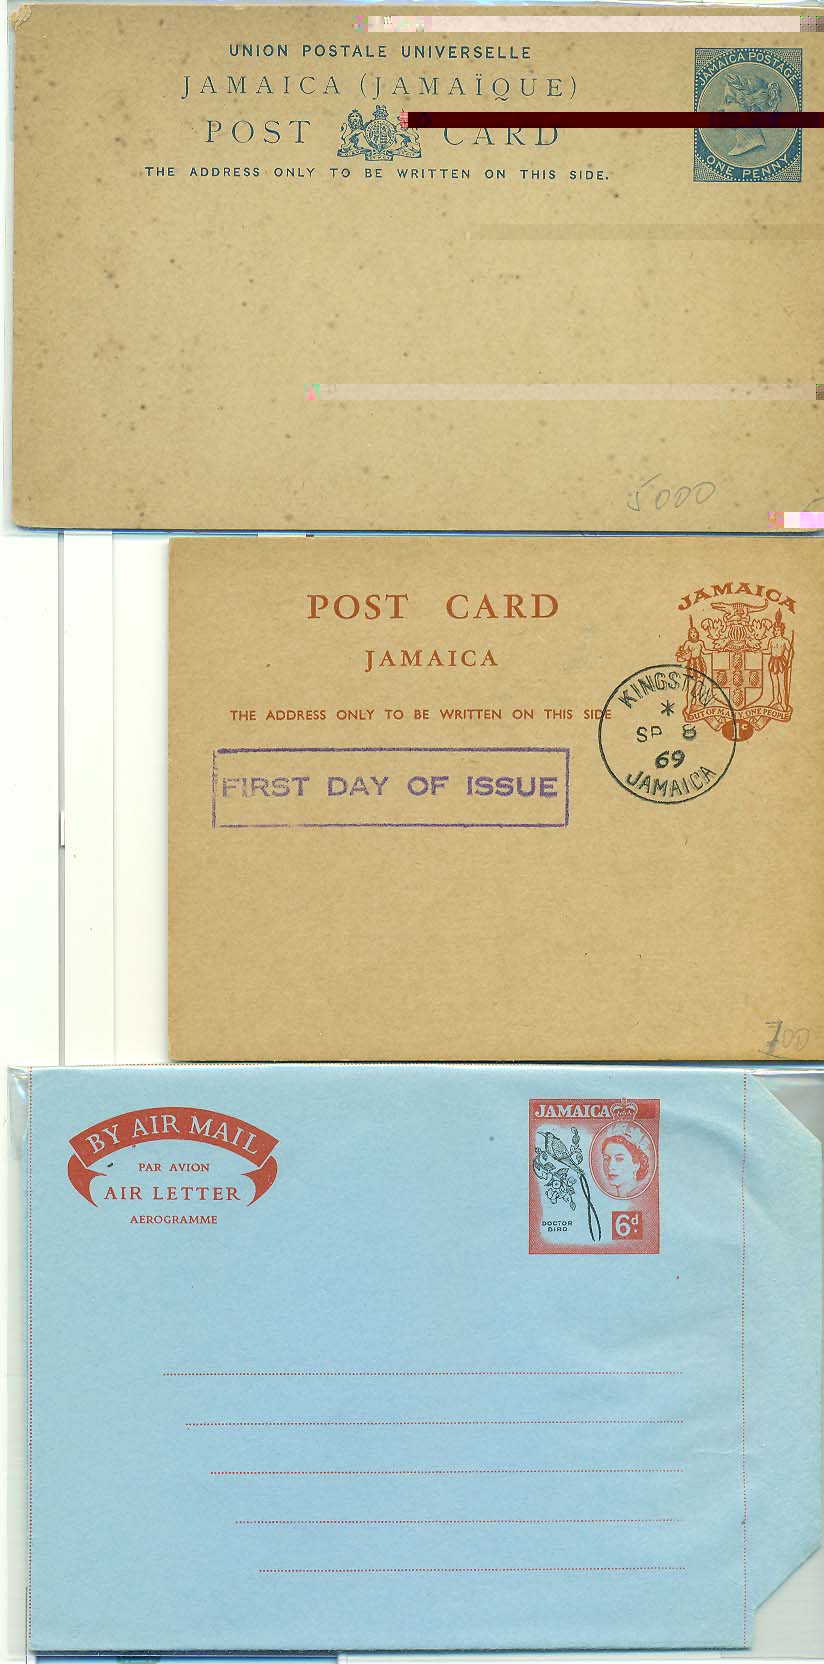 UNION POSTALE UNIVERSELLE
JAMAICA (JAMAÏQUE)
POST CARD
THE ADDRESS ONLY TO BE WRITTEN ON THIS SIDE.
JAMAICA POSTAGE
ONE PENNY
5000
POST CARD
JAMAICA
THE ADDRESS ONLY TO BE WRITTEN ON THIS SIDE
JAMAICA
OUT OF MANY, ONE PEOPLE
1c
KINGSTON
*
SP 8
69
JAMAICA
FIRST DAY OF ISSUE
700
BY AIR MAIL
PAR AVION
AIR LETTER
AEROGRAMME
JAMAICA
DOCTOR
BIRD
6d.